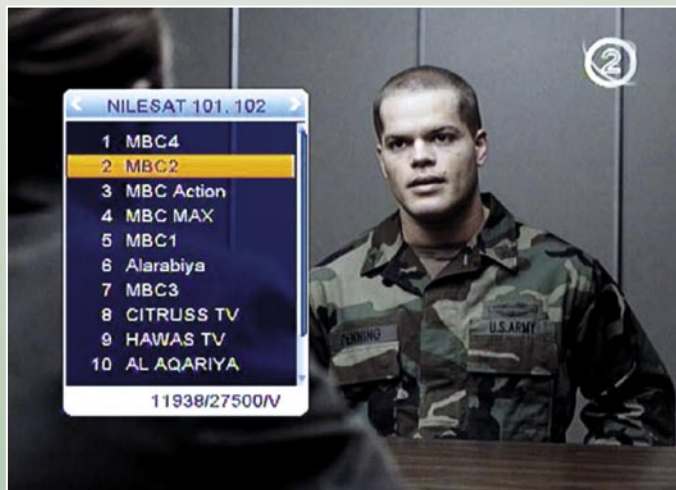 2
NILESAT 101, 102
1 MBC4
2 MBC2
3 MBC Action
4 MBC MAX
5 MBC1
6 Alarabiya
7 MBC3
8 CITRUSS TV
9 HAWAS TV
10 AL AQARIYA
11938/27500/V
U.S.ARMY